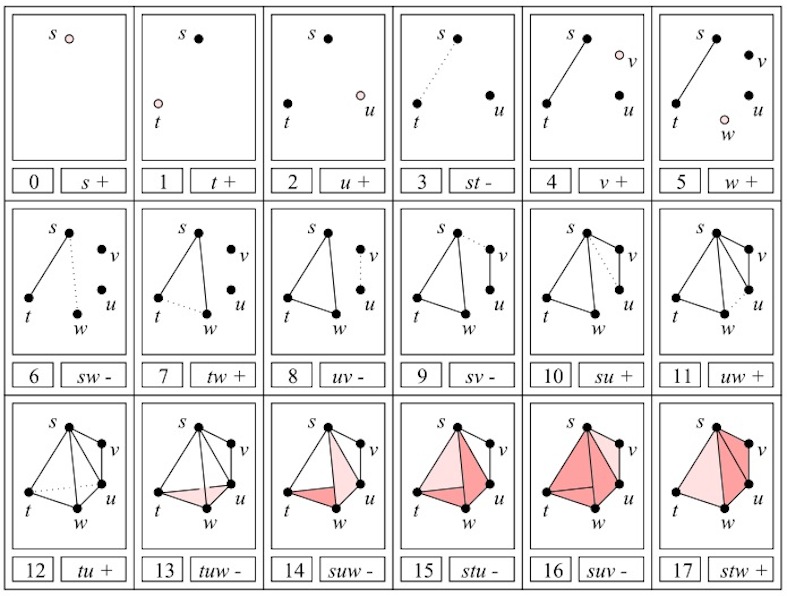 s
0 s +
s
t
1 t +
s
t
u
2 u +
s
t
u
3 st -
s
v
t
u
4 v +
s
v
t
u
w
5 w +
s
v
t
u
w
6 sw -
s
v
t
u
w
7 tw +
s
v
t
u
w
8 uv -
s
v
t
u
w
9 sv -
s
v
t
u
w
10 su +
s
v
t
u
w
11 uw +
s
v
t
u
w
12 tu +
s
v
t
u
w
13 tuw -
s
v
t
u
w
14 suw -
s
v
t
u
w
15 stu -
s
v
t
u
w
16 suv -
s
v
t
u
w
17 stw +